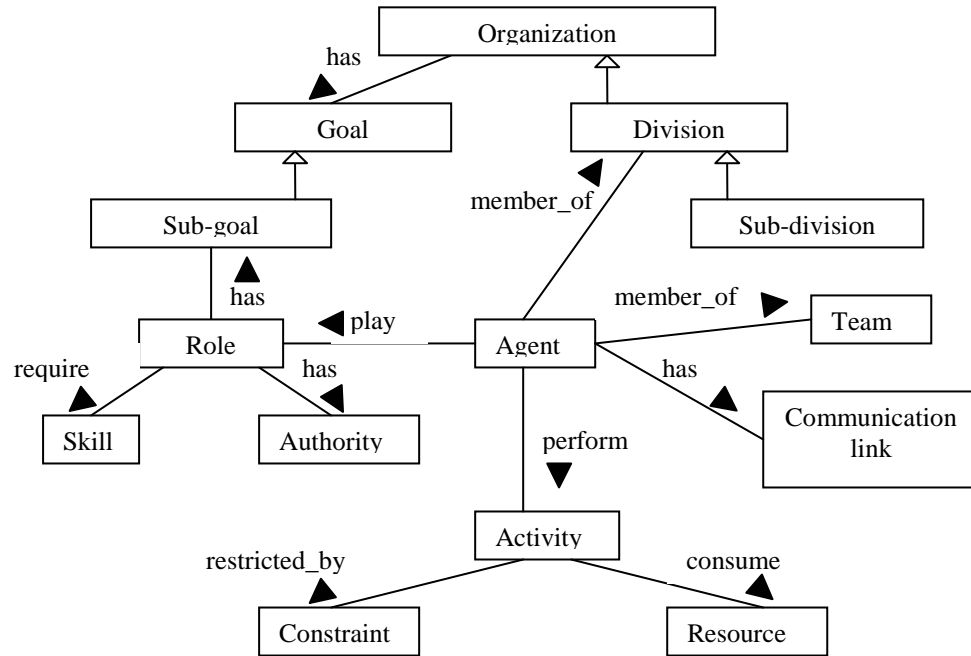 Organization
has
Goal
Division
member_of
Sub-goal
Sub-division
has
member_of
play
Team
Role
Agent
require
has
has
Skill
Authority
Communication
link
perform
Activity
restricted_by
consume
Constraint
Resource